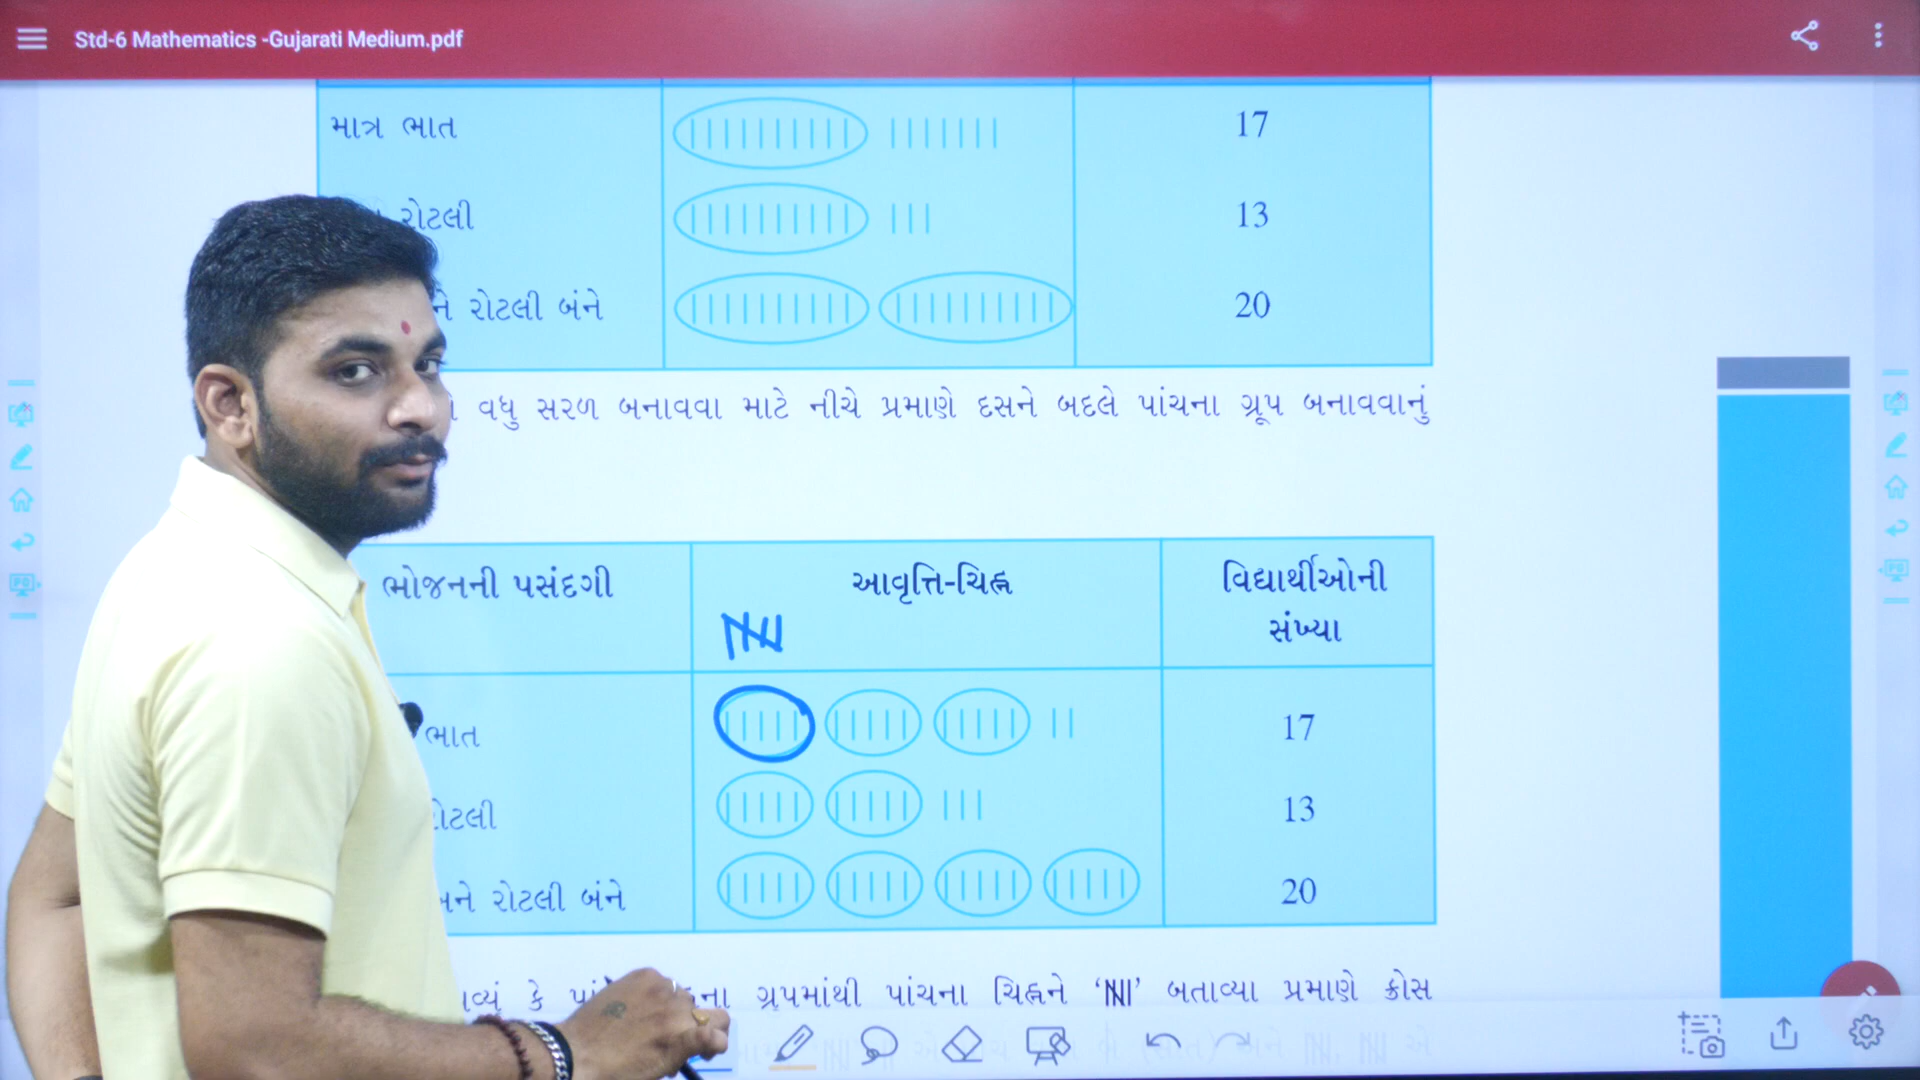 Std-6 Mathematics -Gujarati Medium.pdf
માત્ર ભાત 17
રોટલી 13
ને રોટલી બંને 20
વધુ સરળ બનાવવા માટે નીચે પ્રમાણે દસને બદલે પાંચના ગ્રૂપ બનાવવાનું
ભોજનની પસંદગી આવૃત્તિ-ચિહ્ન વિદ્યાર્થીઓની
સંખ્યા
ભાત 17
રોટલી 13
અને રોટલી બંને 20
કે ગ્રૂપમાંથી પાંચના ચિહ્નને ‘𝍸’ બતાવ્યા પ્રમાણે ક્રોસ